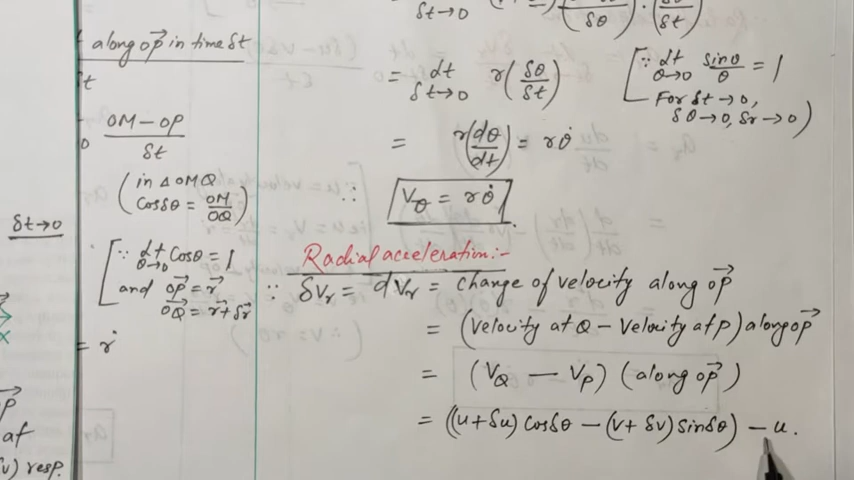 δt→0
δθ δt
along OP⃗ in time δt
δt
OM − OP
δt
(in △ OMQ
Cosδθ = OM/OQ)
δt→0
[∵ lt θ→0 Cosθ = 1
and OP⃗ = r⃗
OQ⃗ = r⃗+δr⃗
= ṙ
P
at
v) resp.
= lt δt→0 r(δθ/δt) [∵ lt θ→0 Sinθ/θ = 1
For δt→0,
δθ→0, δr→0)
= r(dθ/dt) = rθ̇
∴ Vθ = rθ̇.
Radial acceleration:-
∵ δVr = dVr = change of velocity along OP⃗
= (velocity at Q − Velocity at P) along OP⃗
= (VQ − VP) (along OP⃗)
= ((u+δu) Cosδθ − (v+δv) Sinδθ) − u.